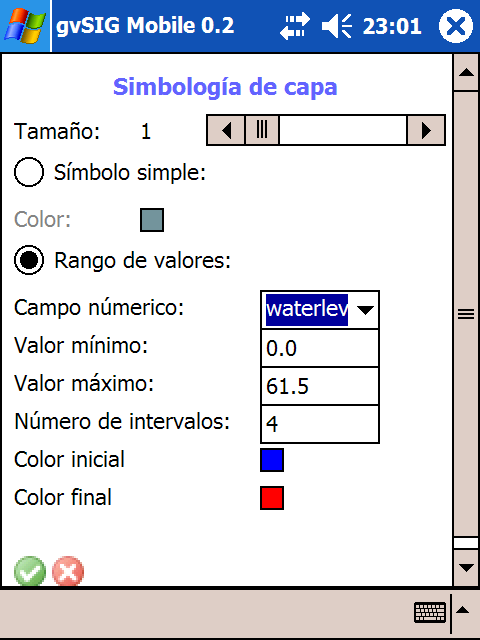 gvSIG Mobile 0.2 23:01
Simbología de capa
Tamaño: 1
Símbolo simple:
Color:
Rango de valores:
Campo númerico: waterlev
Valor mínimo: 0.0
Valor máximo: 61.5
Número de intervalos: 4
Color inicial
Color final